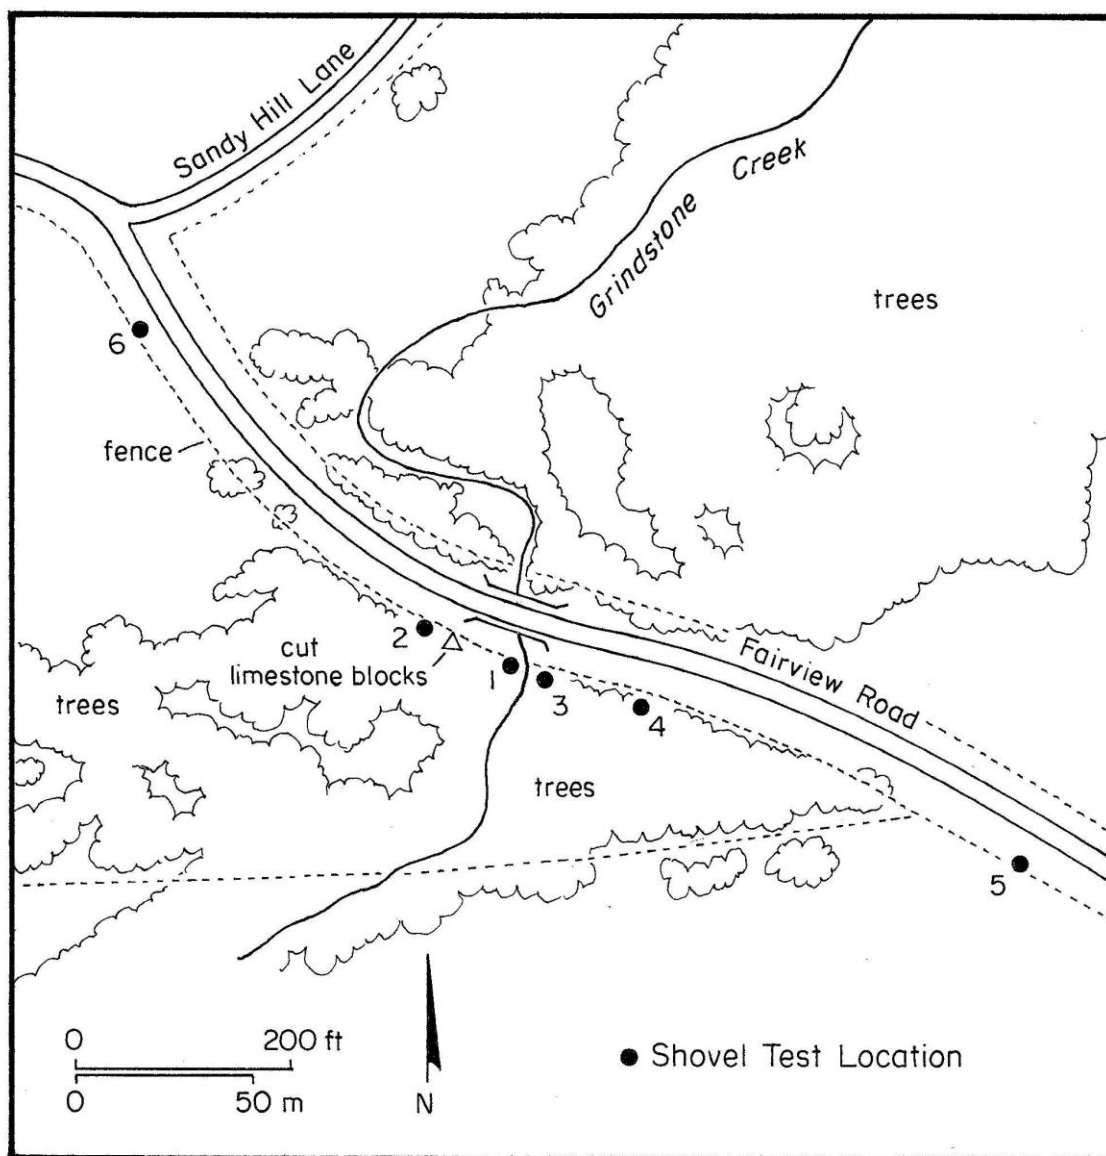 Sandy Hill Lane
Grindstone Creek
trees
6
fence
2
cut
limestone blocks
1
3
4
Fairview Road
trees
trees
5
0 200 ft
0 50 m
N
Shovel Test Location